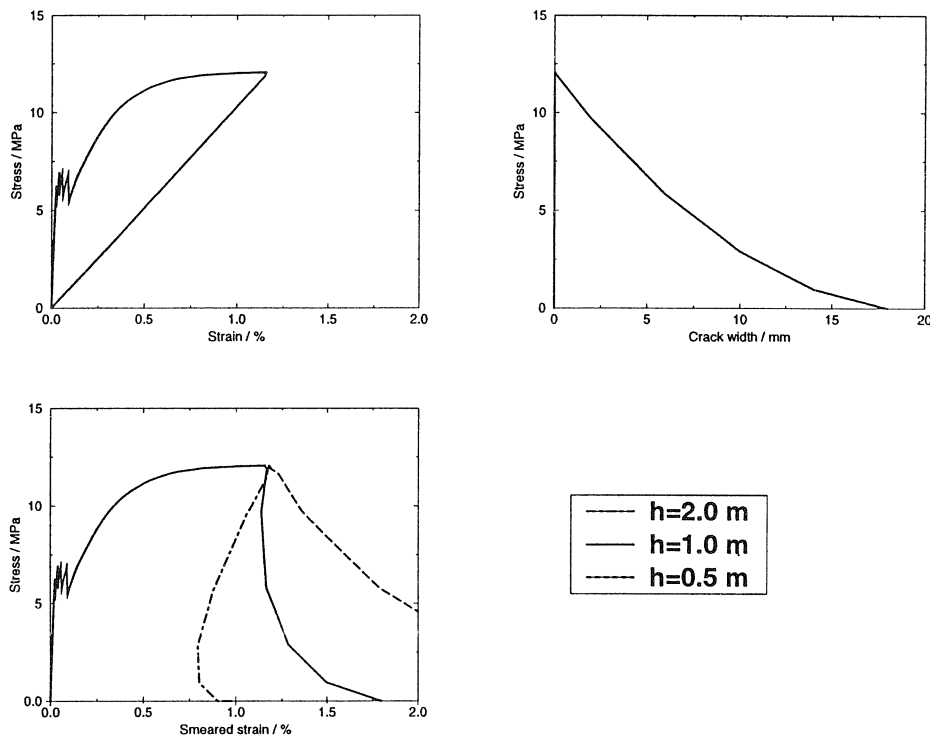 15
10
5
0
Stress / MPa
0.0 0.5 1.0 1.5 2.0
Strain / %
15
10
5
0
Stress / MPa
0 5 10 15 20
Crack width / mm
15
10
5
0.0
Stress / MPa
0.5 1.0 1.5 2.0
Smeared strain / %
h=2.0 m
h=1.0 m
h=0.5 m